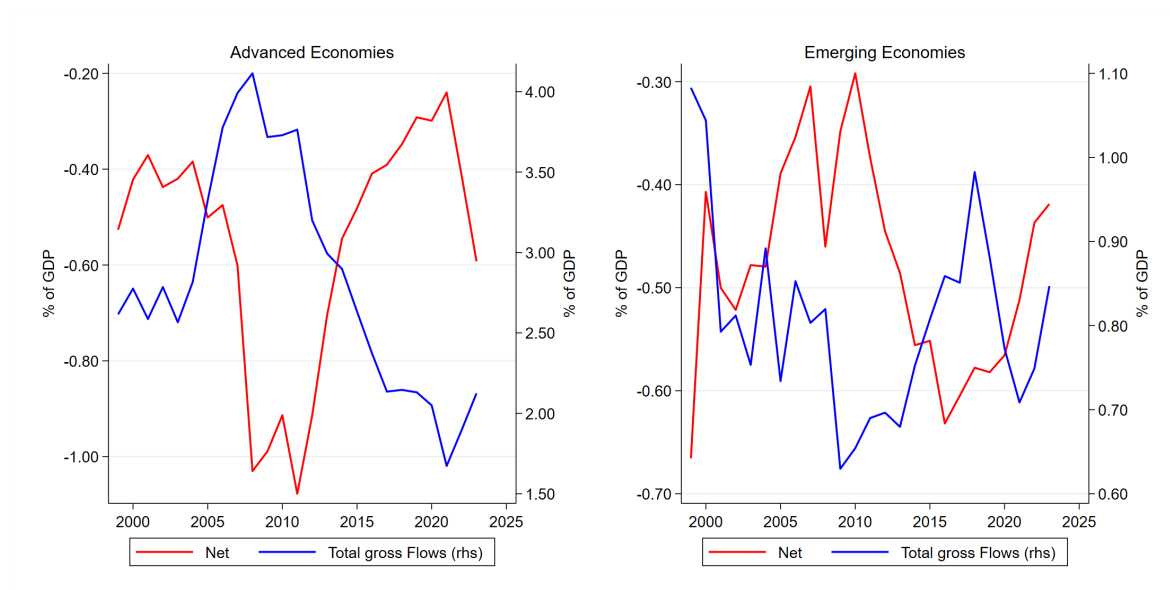 Advanced Economies
-0.20
-0.40
-0.60
-0.80
-1.00
% of GDP
4.00
3.50
3.00
2.50
2.00
1.50
% of GDP
2000 2005 2010 2015 2020 2025
Net Total gross Flows (rhs)
Emerging Economies
-0.30
-0.40
-0.50
-0.60
-0.70
% of GDP
1.10
1.00
0.90
0.80
0.70
0.60
% of GDP
2000 2005 2010 2015 2020 2025
Net Total gross Flows (rhs)